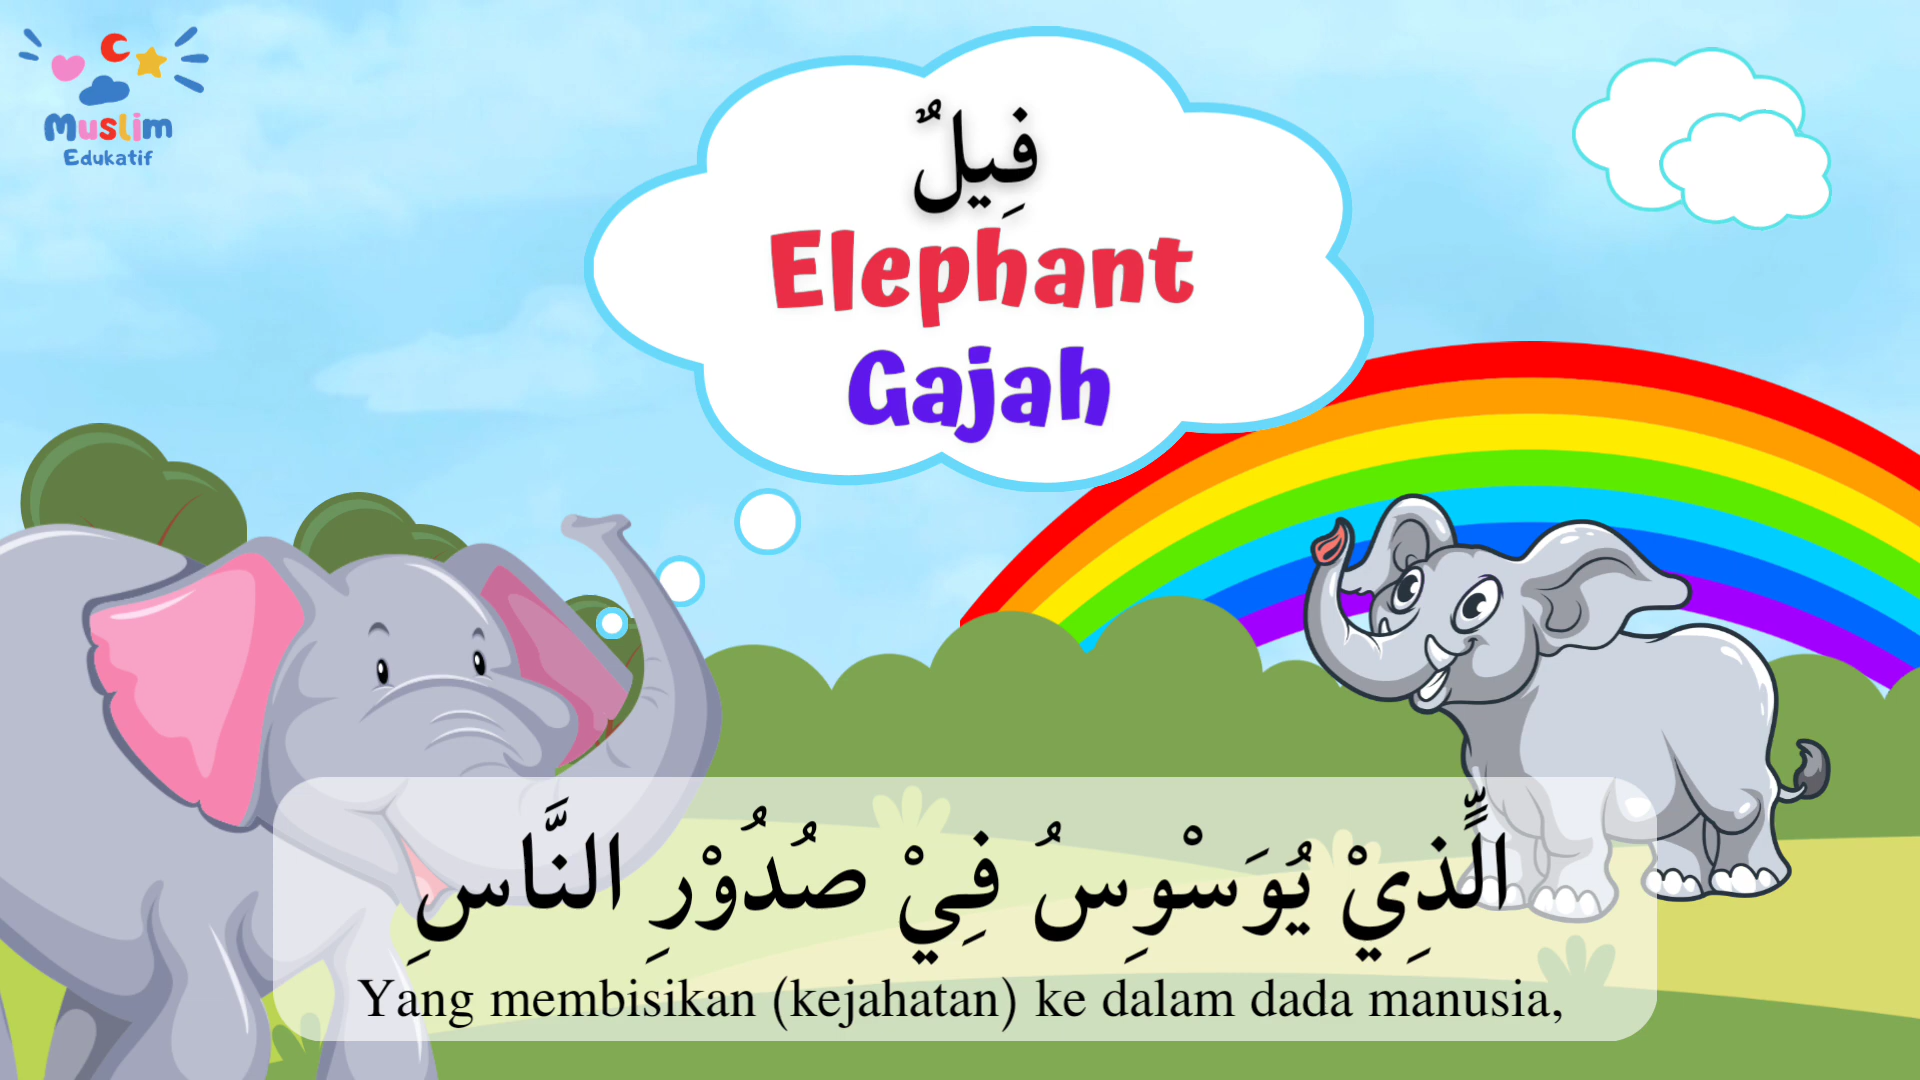 Muslim
Edukatif
فِيلٌ
Elephant
Gajah
الَّذِيْ يُوَسْوِسُ فِيْ صُدُوْرِ النَّاسِ
Yang membisikan (kejahatan) ke dalam dada manusia,